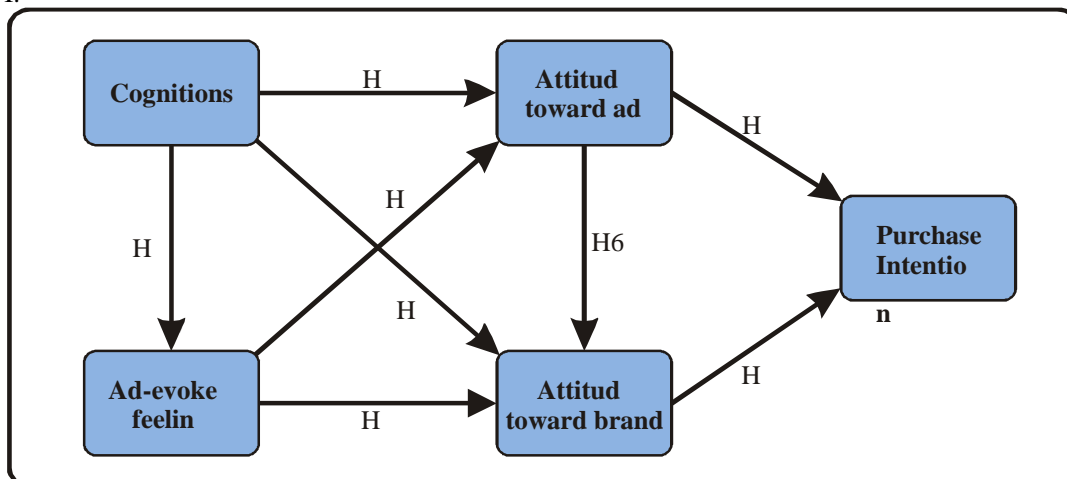 Cognitions
H
Attitud
toward ad
H
H
H
H6
Purchase
Intentio
n
H
Ad-evoke
feelin
H
Attitud
toward brand
H